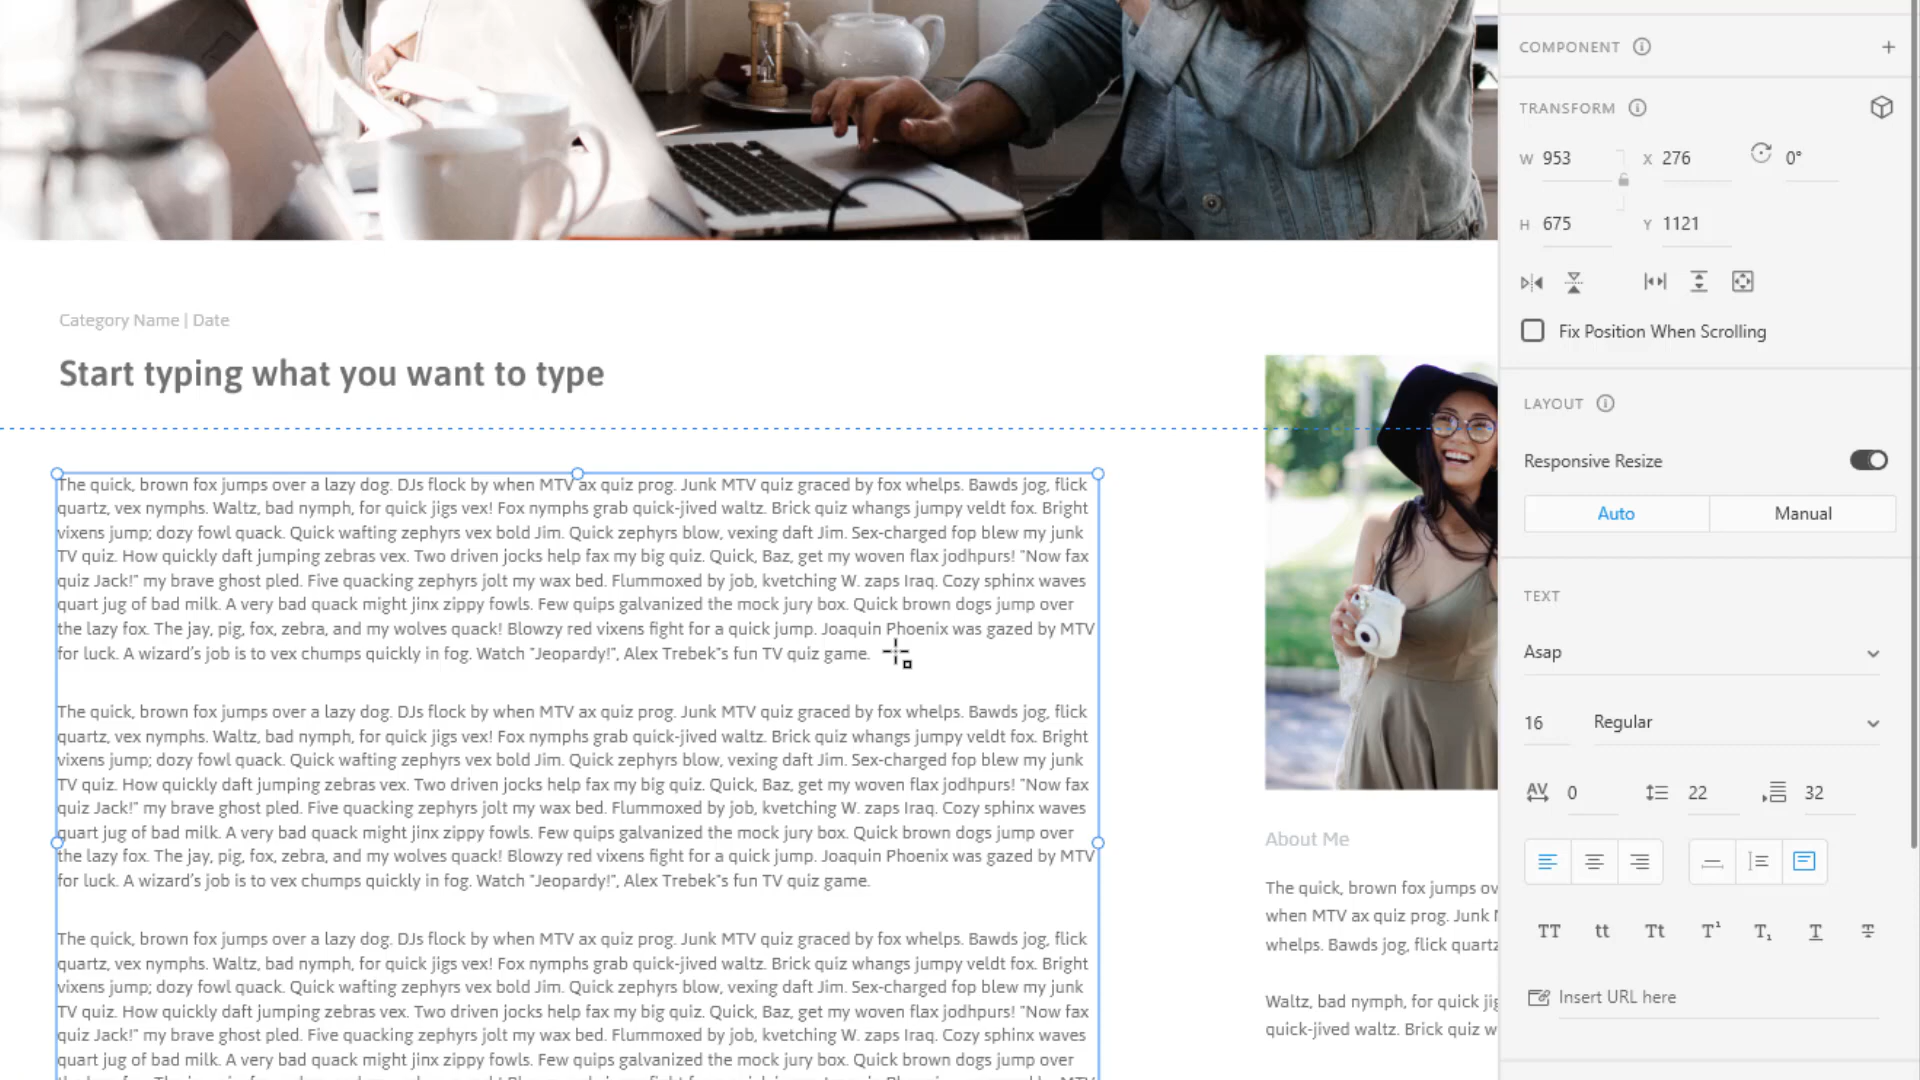 COMPONENT
TRANSFORM
W 953
X 276
0°
H 675
Y 1121
Fix Position When Scrolling
LAYOUT
Responsive Resize
Auto
Manual
TEXT
Asap
16
Regular
AV 0
22
32
TT tt Tt T¹ T₁ T T
Insert URL here
Category Name | Date
Start typing what you want to type
The quick, brown fox jumps over a lazy dog. DJs flock by when MTV ax quiz prog. Junk MTV quiz graced by fox whelps. Bawds jog, flick
quartz, vex nymphs. Waltz, bad nymph, for quick jigs vex! Fox nymphs grab quick-jived waltz. Brick quiz whangs jumpy veldt fox. Bright
vixens jump; dozy fowl quack. Quick wafting zephyrs vex bold Jim. Quick zephyrs blow, vexing daft Jim. Sex-charged fop blew my junk
TV quiz. How quickly daft jumping zebras vex. Two driven jocks help fax my big quiz. Quick, Baz, get my woven flax jodhpurs! "Now fax
quiz Jack!" my brave ghost pled. Five quacking zephyrs jolt my wax bed. Flummoxed by job, kvetching W. zaps Iraq. Cozy sphinx waves
quart jug of bad milk. A very bad quack might jinx zippy fowls. Few quips galvanized the mock jury box. Quick brown dogs jump over
the lazy fox. The jay, pig, fox, zebra, and my wolves quack! Blowzy red vixens fight for a quick jump. Joaquin Phoenix was gazed by MTV
for luck. A wizard's job is to vex chumps quickly in fog. Watch "Jeopardy!", Alex Trebek"s fun TV quiz game.
The quick, brown fox jumps over a lazy dog. DJs flock by when MTV ax quiz prog. Junk MTV quiz graced by fox whelps. Bawds jog, flick
quartz, vex nymphs. Waltz, bad nymph, for quick jigs vex! Fox nymphs grab quick-jived waltz. Brick quiz whangs jumpy veldt fox. Bright
vixens jump; dozy fowl quack. Quick wafting zephyrs vex bold Jim. Quick zephyrs blow, vexing daft Jim. Sex-charged fop blew my junk
TV quiz. How quickly daft jumping zebras vex. Two driven jocks help fax my big quiz. Quick, Baz, get my woven flax jodhpurs! "Now fax
quiz Jack!" my brave ghost pled. Five quacking zephyrs jolt my wax bed. Flummoxed by job, kvetching W. zaps Iraq. Cozy sphinx waves
quart jug of bad milk. A very bad quack might jinx zippy fowls. Few quips galvanized the mock jury box. Quick brown dogs jump over
the lazy fox. The jay, pig, fox, zebra, and my wolves quack! Blowzy red vixens fight for a quick jump. Joaquin Phoenix was gazed by MTV
for luck. A wizard's job is to vex chumps quickly in fog. Watch "Jeopardy!", Alex Trebek"s fun TV quiz game.
The quick, brown fox jumps over a lazy dog. DJs flock by when MTV ax quiz prog. Junk MTV quiz graced by fox whelps. Bawds jog, flick
quartz, vex nymphs. Waltz, bad nymph, for quick jigs vex! Fox nymphs grab quick-jived waltz. Brick quiz whangs jumpy veldt fox. Bright
vixens jump; dozy fowl quack. Quick wafting zephyrs vex bold Jim. Quick zephyrs blow, vexing daft Jim. Sex-charged fop blew my junk
TV quiz. How quickly daft jumping zebras vex. Two driven jocks help fax my big quiz. Quick, Baz, get my woven flax jodhpurs! "Now fax
quiz Jack!" my brave ghost pled. Five quacking zephyrs jolt my wax bed. Flummoxed by job, kvetching W. zaps Iraq. Cozy sphinx waves
quart jug of bad milk. A very bad quack might jinx zippy fowls. Few quips galvanized the mock jury box. Quick brown dogs jump over
About Me
The quick, brown fox jumps ov
when MTV ax quiz prog. Junk
whelps. Bawds jog, flick quartz
Waltz, bad nymph, for quick jig
quick-jived waltz. Brick quiz w